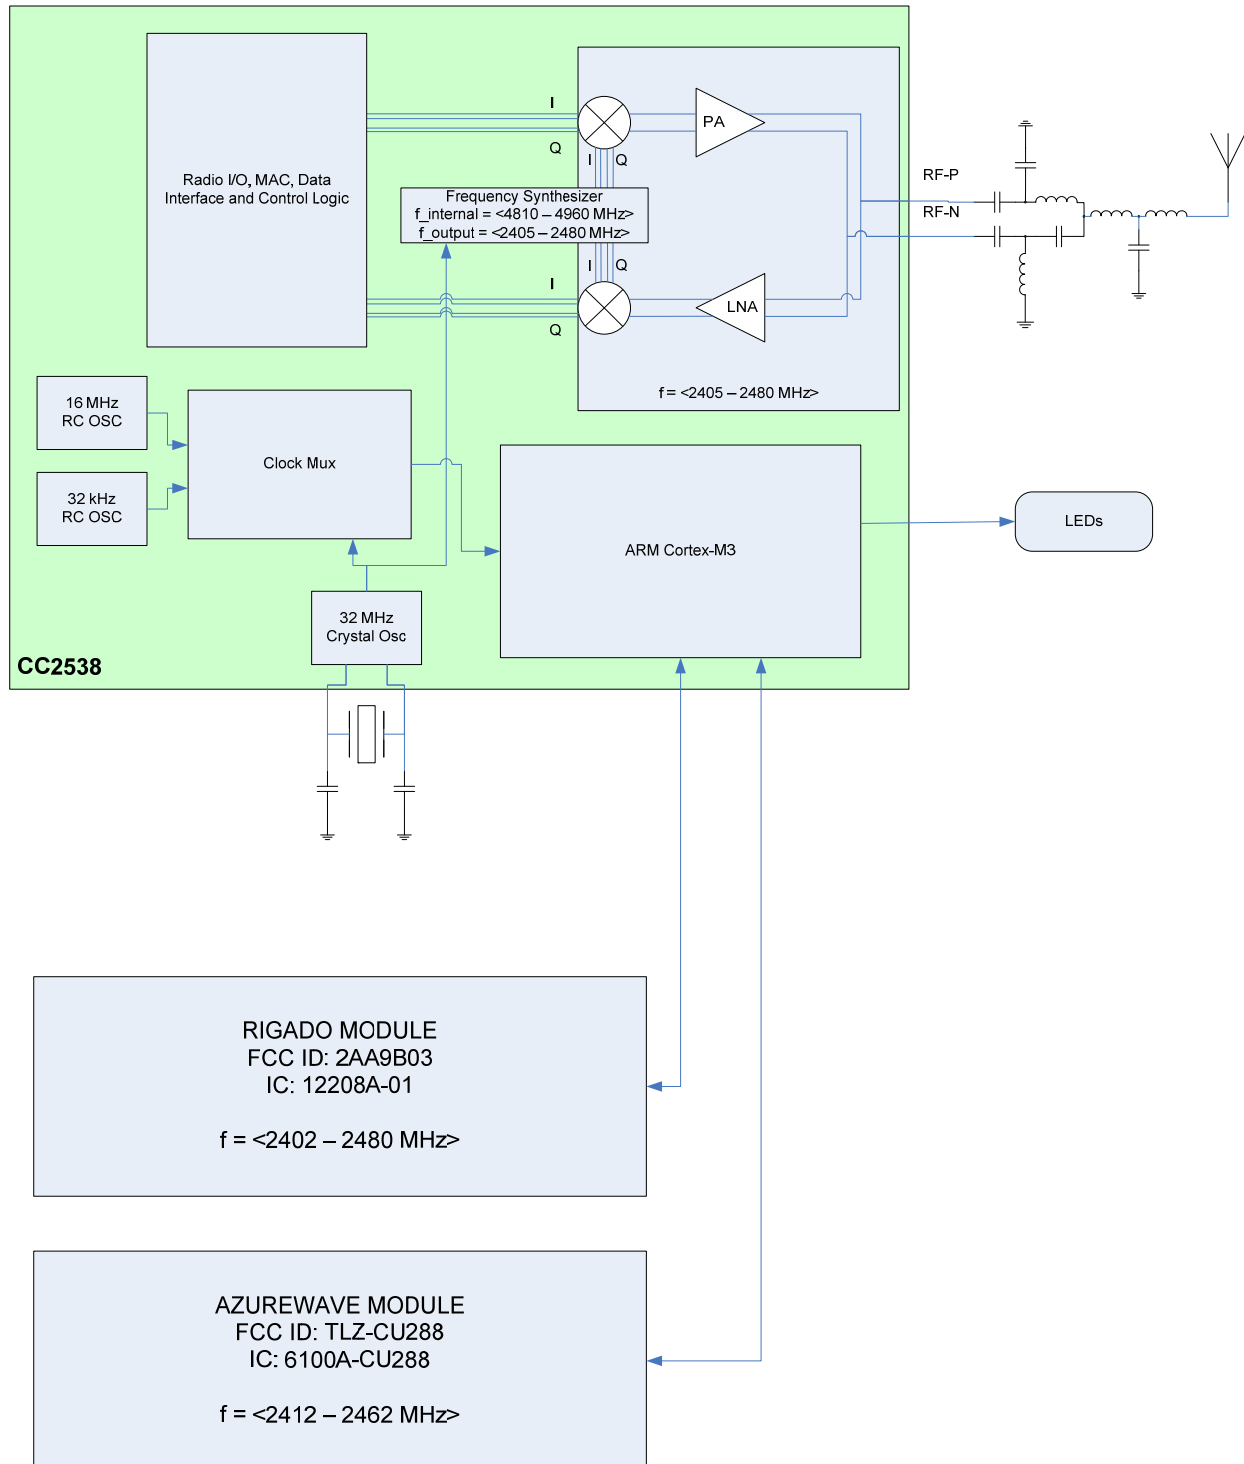 Radio I/O, MAC, Data
Interface and Control Logic
I
Q
I
Q
PA
Frequency Synthesizer
f_internal = <4810 – 4960 MHz>
f_output = <2405 – 2480 MHz>
I
Q
I
Q
LNA
f = <2405 – 2480 MHz>
RF-P
RF-N
16 MHz
RC OSC
32 kHz
RC OSC
Clock Mux
ARM Cortex-M3
LEDs
32 MHz
Crystal Osc
CC2538
RIGADO MODULE
FCC ID: 2AA9B03
IC: 12208A-01
f = <2402 – 2480 MHz>
AZUREWAVE MODULE
FCC ID: TLZ-CU288
IC: 6100A-CU288
f = <2412 – 2462 MHz>